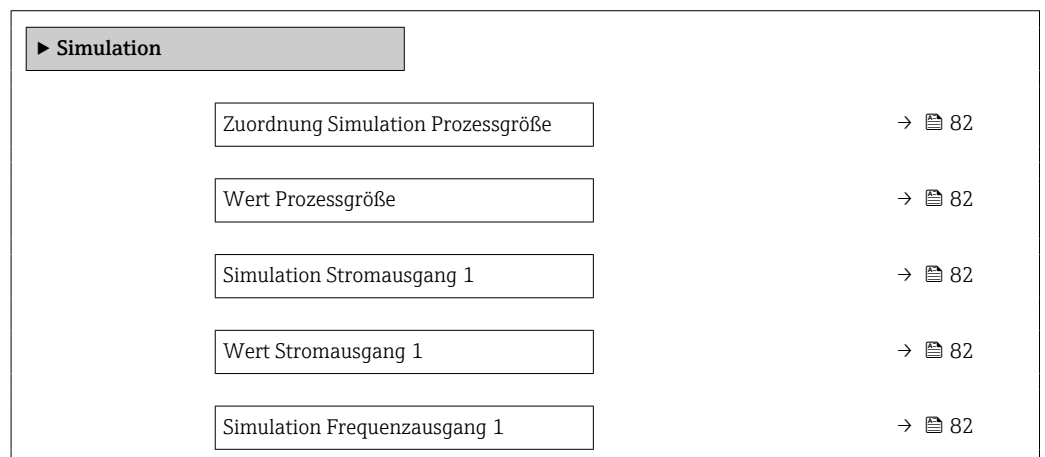 ▶ Simulation
Zuordnung Simulation Prozessgröße → 82
Wert Prozessgröße → 82
Simulation Stromausgang 1 → 82
Wert Stromausgang 1 → 82
Simulation Frequenzausgang 1 → 82